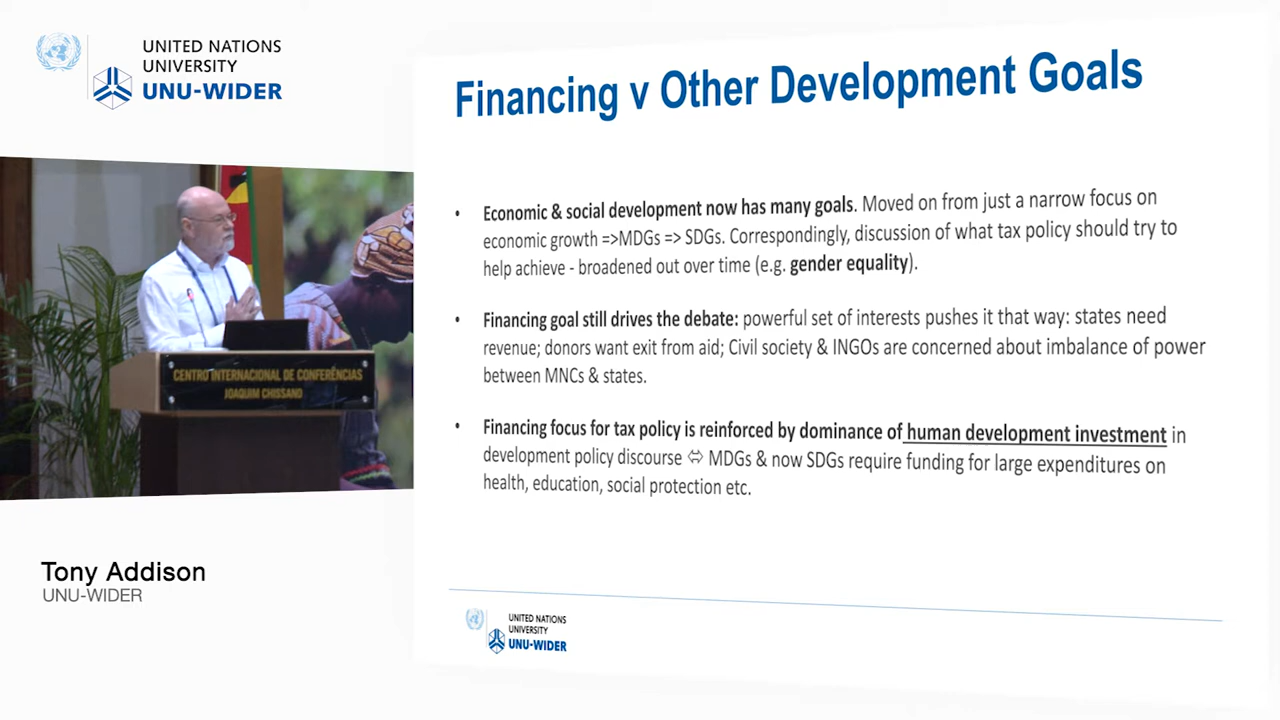 UNITED NATIONS
UNIVERSITY
UNU-WIDER
Financing v Other Development Goals
• Economic & social development now has many goals. Moved on from just a narrow focus on
economic growth =>MDGs => SDGs. Correspondingly, discussion of what tax policy should try to
help achieve - broadened out over time (e.g. gender equality).
• Financing goal still drives the debate: powerful set of interests pushes it that way: states need
revenue; donors want exit from aid; Civil society & INGOs are concerned about imbalance of power
between MNCs & states.
• Financing focus for tax policy is reinforced by dominance of human development investment in
development policy discourse ⇔ MDGs & now SDGs require funding for large expenditures on
health, education, social protection etc.
CENTRO INTERNACIONAL DE CONFERÊNCIAS
JOAQUIM CHISSANO
Tony Addison
UNU-WIDER
UNITED NATIONS
UNIVERSITY
UNU-WIDER